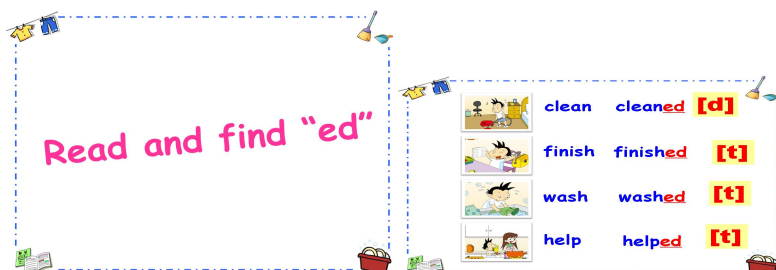 Read and find “ed”
clean cleaned [d]
finish finished [t]
wash washed [t]
help helped [t]